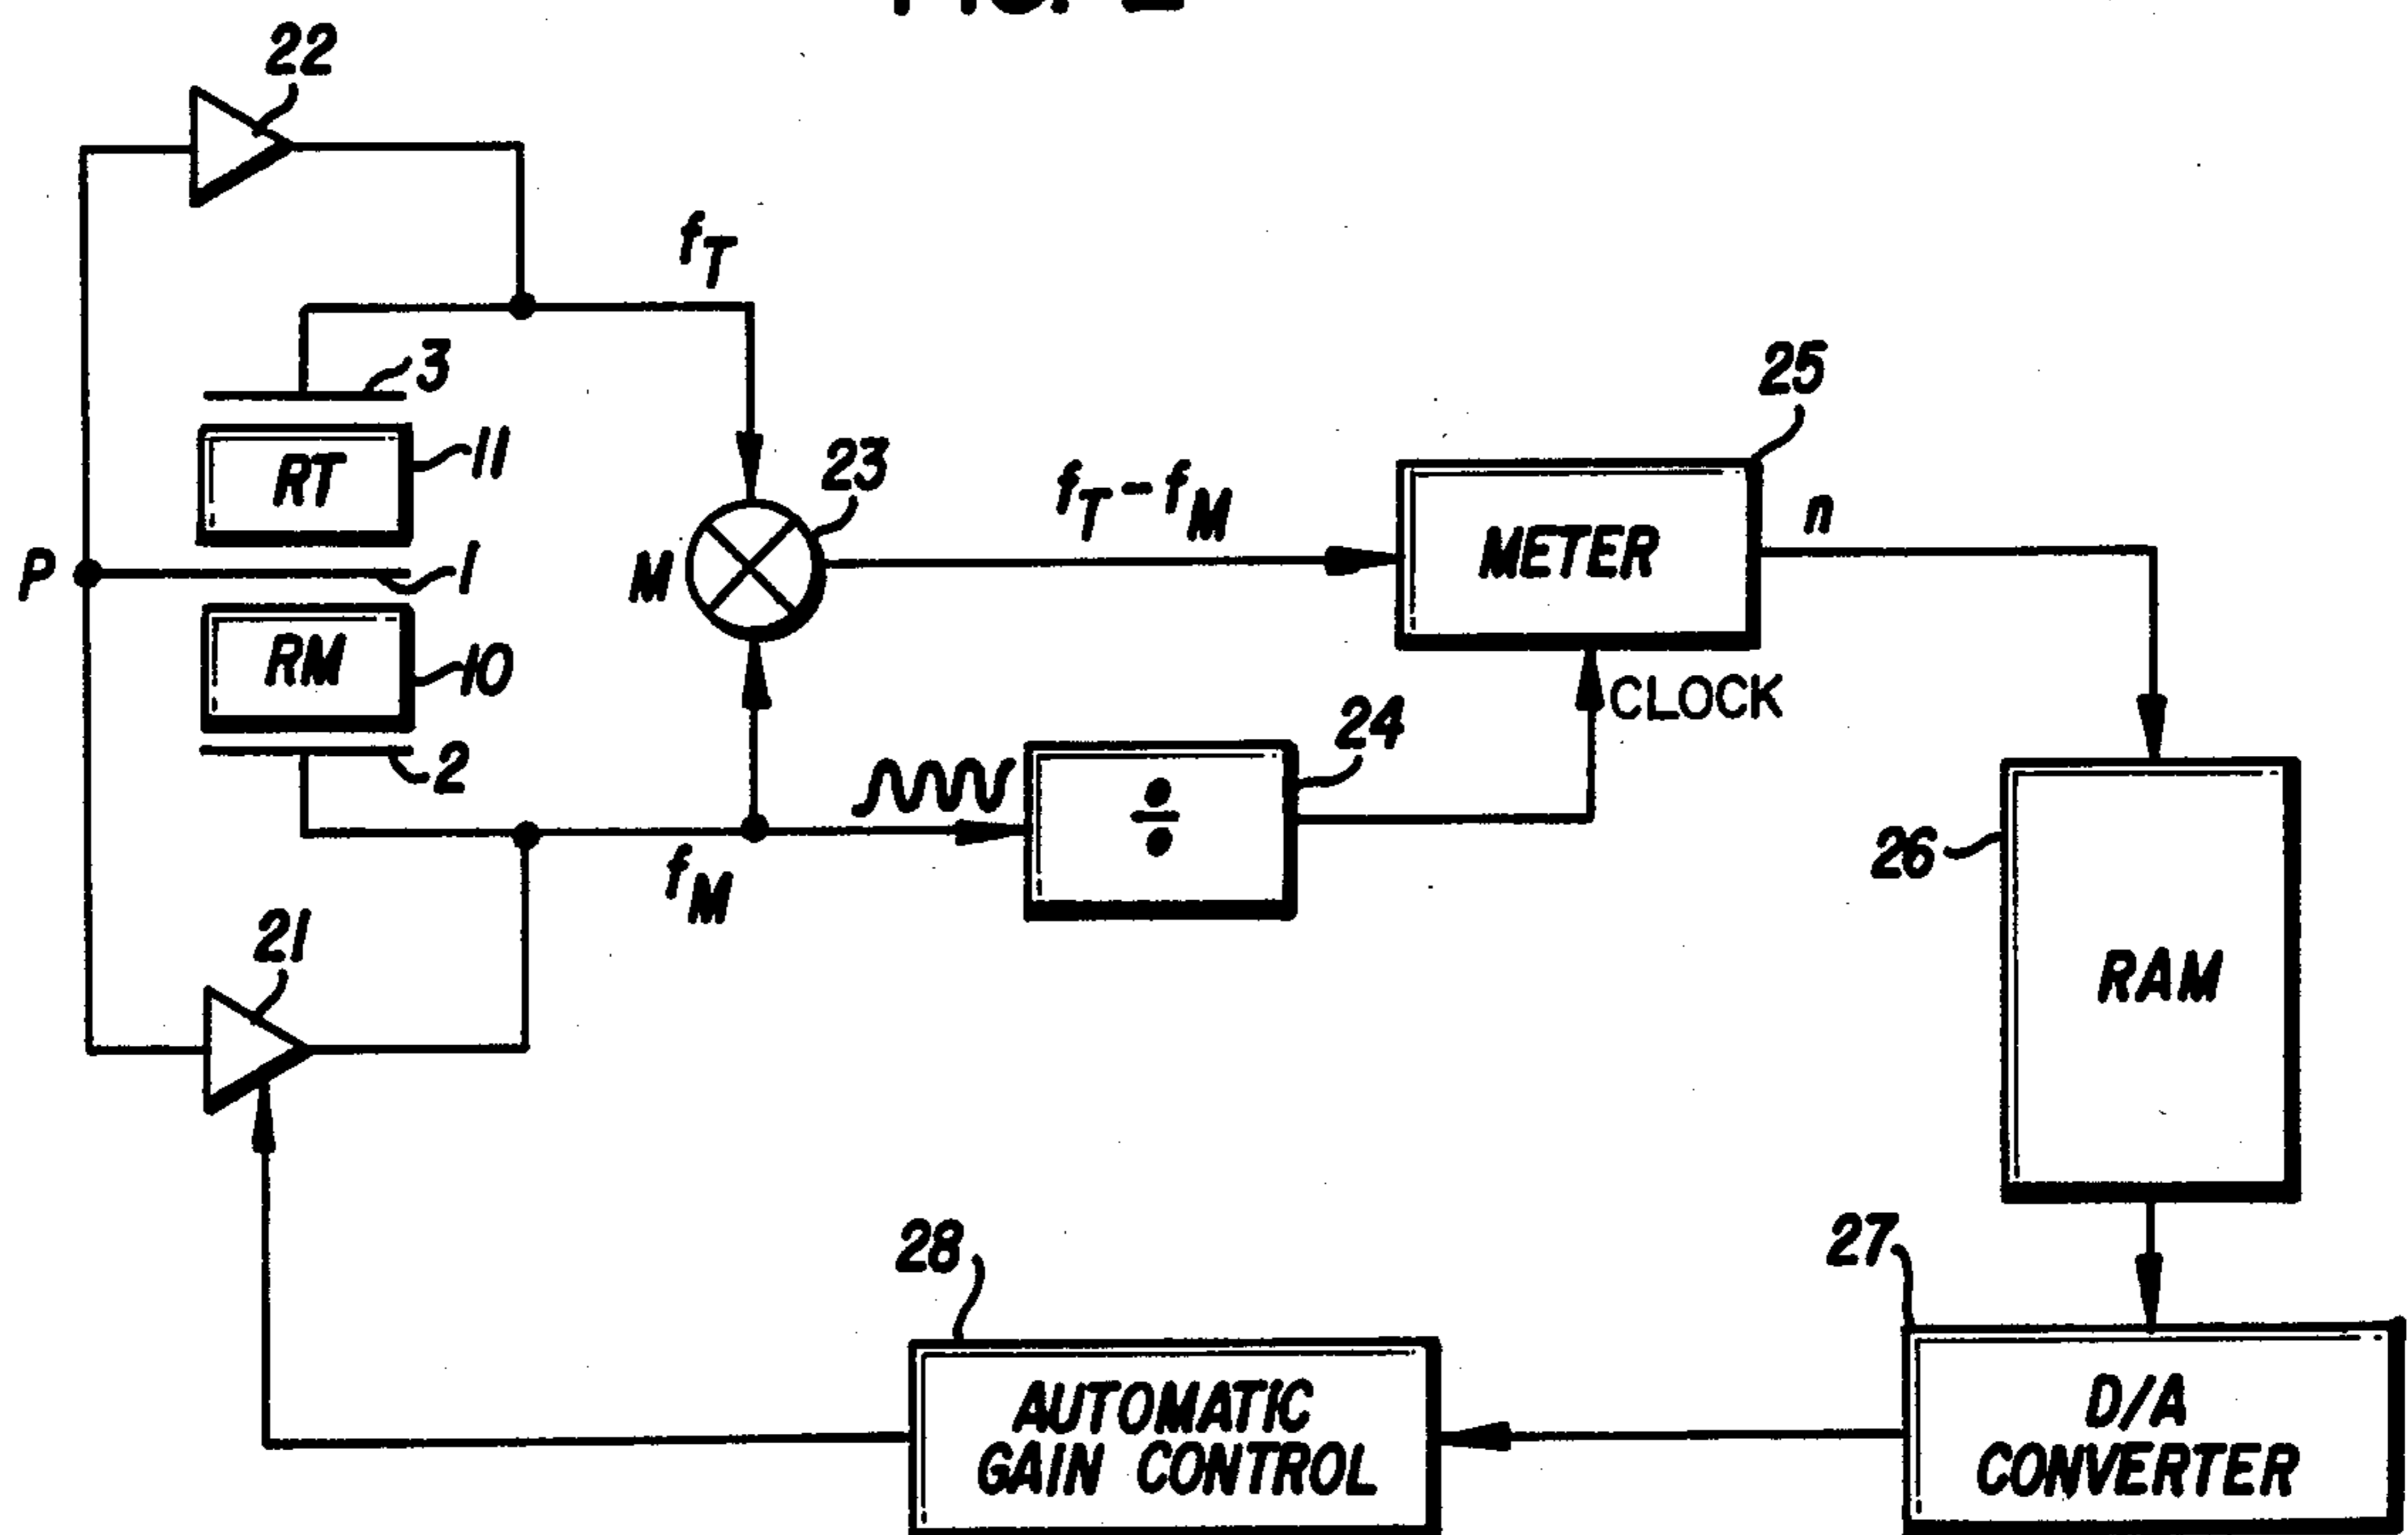 22
fT
3
RT
11
P
1
RM
10
2
M
23
fT-fM
METER
25
n
CLOCK
÷
24
fM
21
26
RAM
27
D/A
CONVERTER
28
AUTOMATIC
GAIN CONTROL